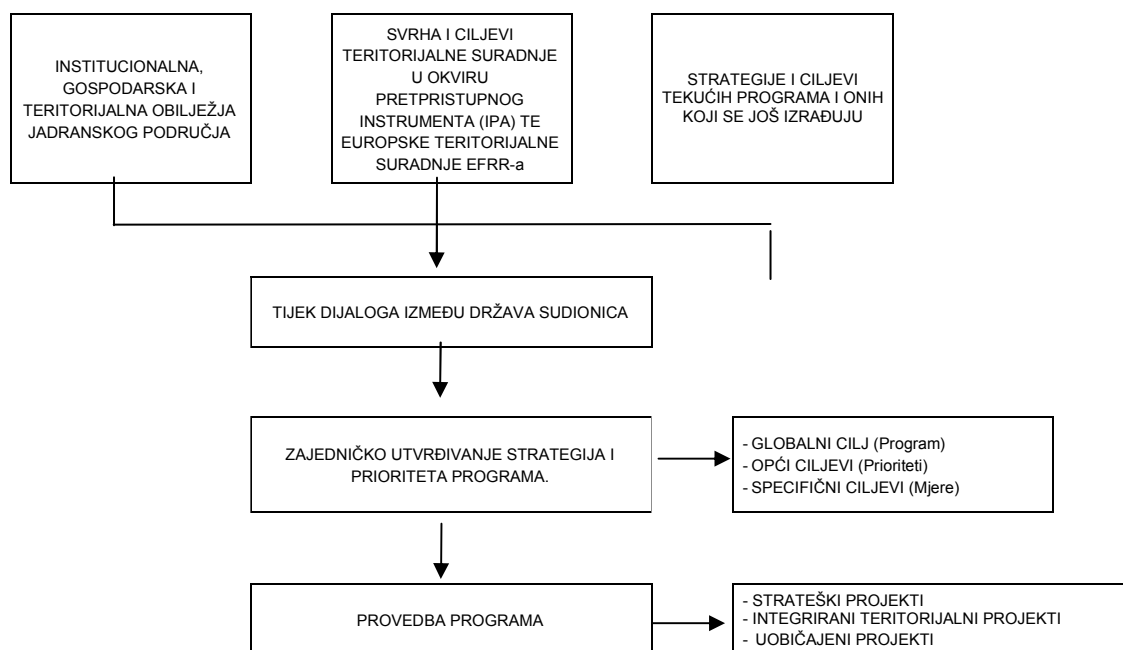 INSTITUCIONALNA,
GOSPODARSKA I
TERITORIJALNA OBILJEŽJA
JADRANSKOG PODRUČJA
SVRHA I CILJEVI
TERITORIJALNE SURADNJE
U OKVIRU
PRETPRISTUPNOG
INSTRUMENTA (IPA) TE
EUROPSKE TERITORIJALNE
SURADNJE EFRR-a
STRATEGIJE I CILJEVI
TEKUĆIH PROGRAMA I ONIH
KOJI SE JOŠ IZRAĐUJU
TIJEK DIJALOGA IZMEĐU DRŽAVA SUDIONICA
ZAJEDNIČKO UTVRĐIVANJE STRATEGIJA I
PRIORITETA PROGRAMA.
- GLOBALNI CILJ (Program)
- OPĆI CILJEVI (Prioriteti)
- SPECIFIČNI CILJEVI (Mjere)
PROVEDBA PROGRAMA
- STRATEŠKI PROJEKTI
- INTEGRIRANI TERITORIJALNI PROJEKTI
- UOBIČAJENI PROJEKTI